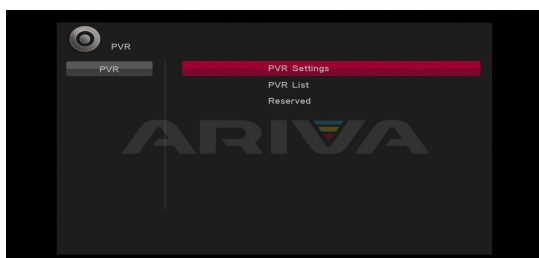 PVR
PVR
PVR Settings
PVR List
Reserved
ARIVA